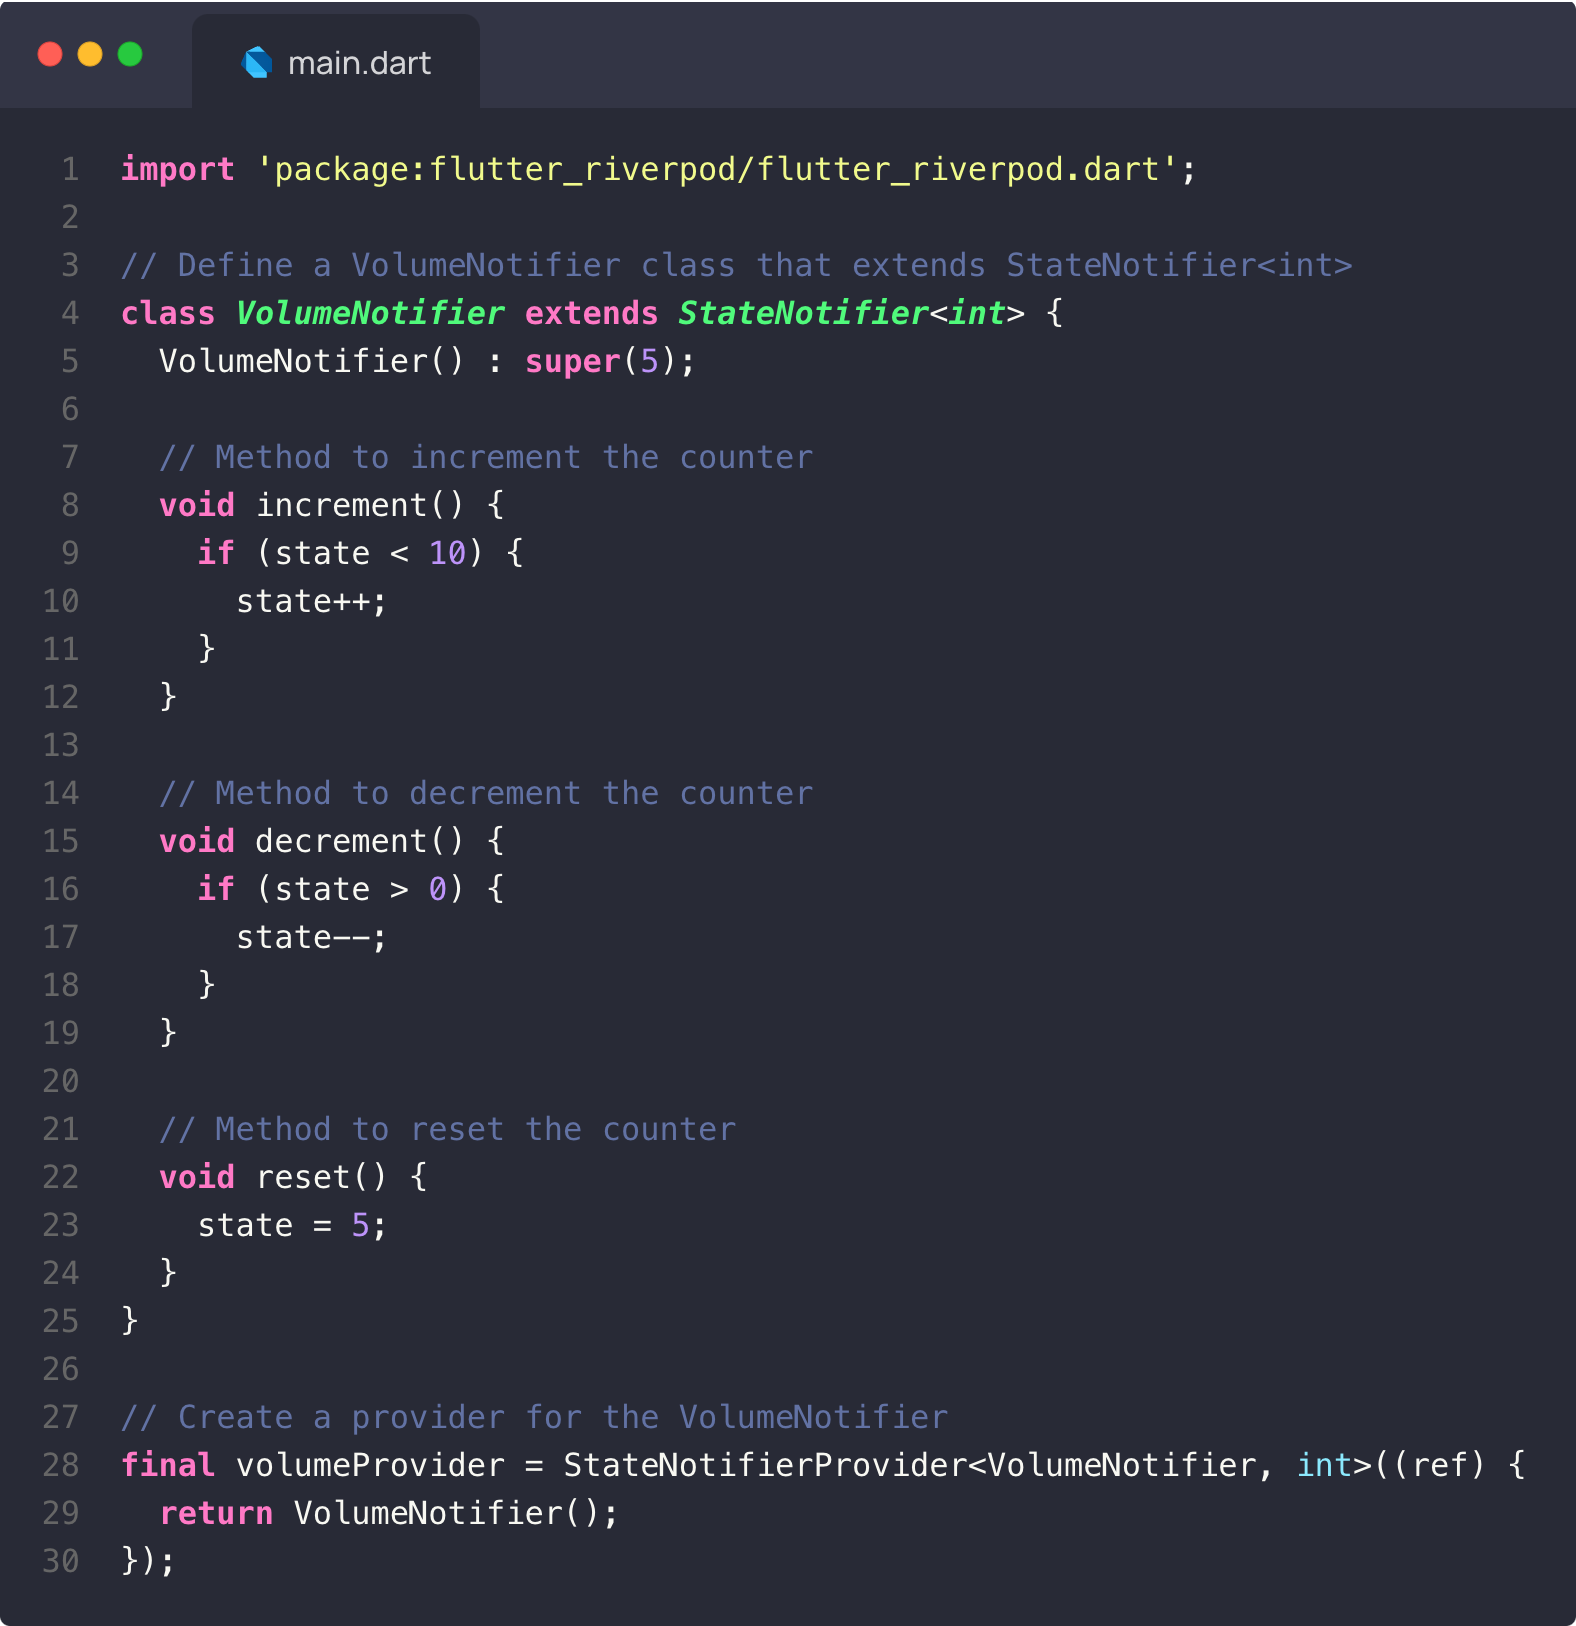 main.dart
1 import 'package:flutter_riverpod/flutter_riverpod.dart';
2
3 // Define a VolumeNotifier class that extends StateNotifier<int>
4 class VolumeNotifier extends StateNotifier<int> {
5   VolumeNotifier() : super(5);
6
7   // Method to increment the counter
8   void increment() {
9     if (state < 10) {
10       state++;
11     }
12   }
13
14   // Method to decrement the counter
15   void decrement() {
16     if (state > 0) {
17       state--;
18     }
19   }
20
21   // Method to reset the counter
22   void reset() {
23     state = 5;
24   }
25 }
26
27 // Create a provider for the VolumeNotifier
28 final volumeProvider = StateNotifierProvider<VolumeNotifier, int>((ref) {
29   return VolumeNotifier();
30 });